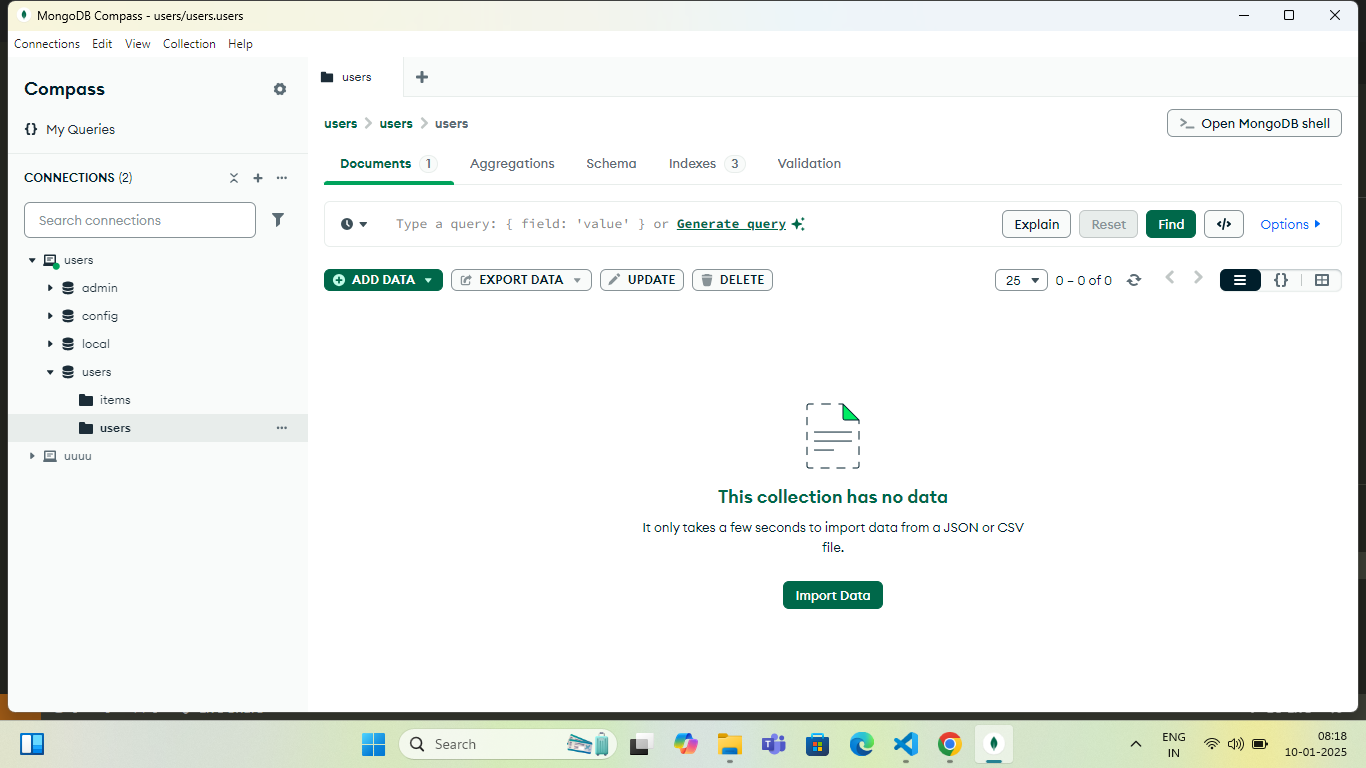 MongoDB Compass - users/users.users
Connections Edit View Collection Help
Compass
{} My Queries
CONNECTIONS (2)
Search connections
users
admin
config
local
users
items
users
uuuu
users
users users users
>_ Open MongoDB shell
Documents 1 Aggregations Schema Indexes 3 Validation
Type a query: { field: 'value' } or Generate query
Explain Reset Find </> Options
ADD DATA EXPORT DATA UPDATE DELETE
25 0 – 0 of 0 {}
This collection has no data
It only takes a few seconds to import data from a JSON or CSV
file.
Import Data
Search
ENG
IN
08:18
10-01-2025